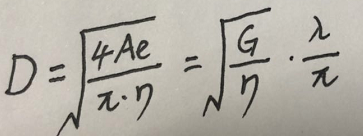 D = √(4Ae / π·η) = √(G / η) · λ / π